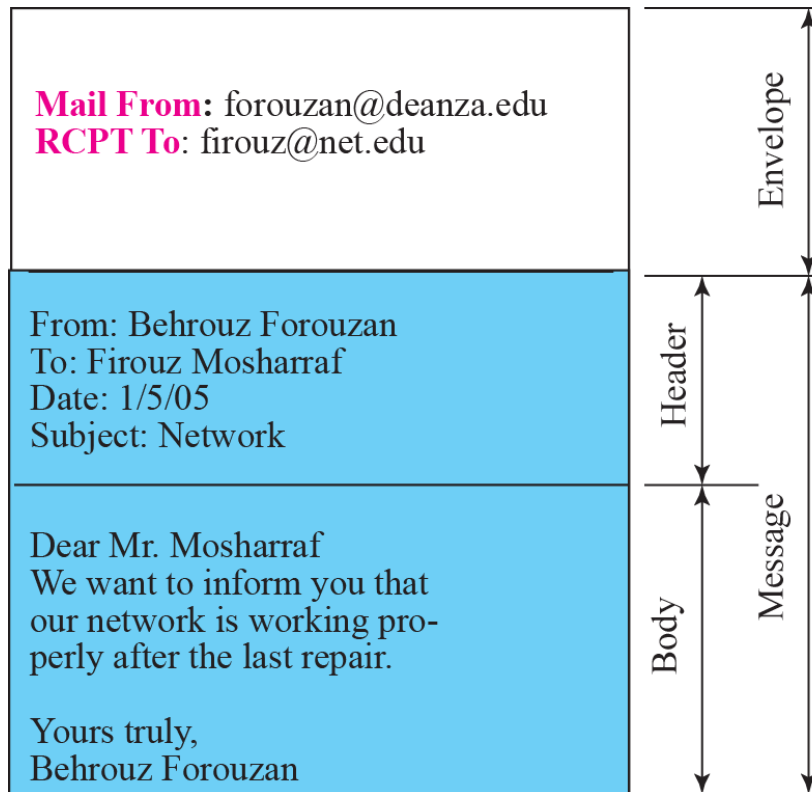 Mail From: forouzan@deanza.edu
RCPT To: firouz@net.edu
Envelope
From: Behrouz Forouzan
To: Firouz Mosharraf
Date: 1/5/05
Subject: Network
Header
Dear Mr. Mosharraf
We want to inform you that
our network is working pro-
perly after the last repair.
Yours truly,
Behrouz Forouzan
Body
Message